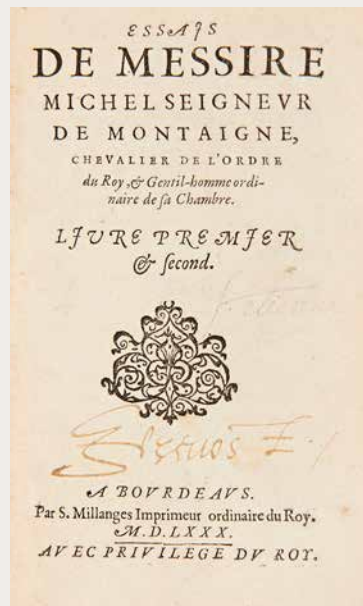 ESSAIS
DE MESSIRE
MICHEL SEIGNEVR
DE MONTAIGNE,
CHEVALIER DE L'ORDRE
du Roy, & Gentil-homme ordi-
naire de sa Chambre.
LIVRE PREMIER
& second.
A BOVRDEAVS.
Par S. Millanges Imprimeur ordinaire du Roy.
M.D.LXXX.
AVEC PRIVILEGE DV ROY.